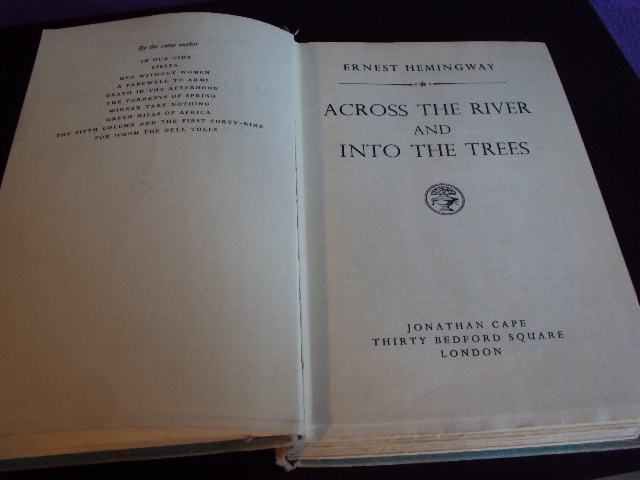 By the same author
IN OUR TIME
FIESTA
MEN WITHOUT WOMEN
A FAREWELL TO ARMS
DEATH IN THE AFTERNOON
THE TORRENTS OF SPRING
WINNER TAKE NOTHING
GREEN HILLS OF AFRICA
THE FIFTH COLUMN AND THE FIRST FORTY-NINE
FOR WHOM THE BELL TOLLS
ERNEST HEMINGWAY
ACROSS THE RIVER
AND
INTO THE TREES
JONATHAN CAPE
THIRTY BEDFORD SQUARE
LONDON